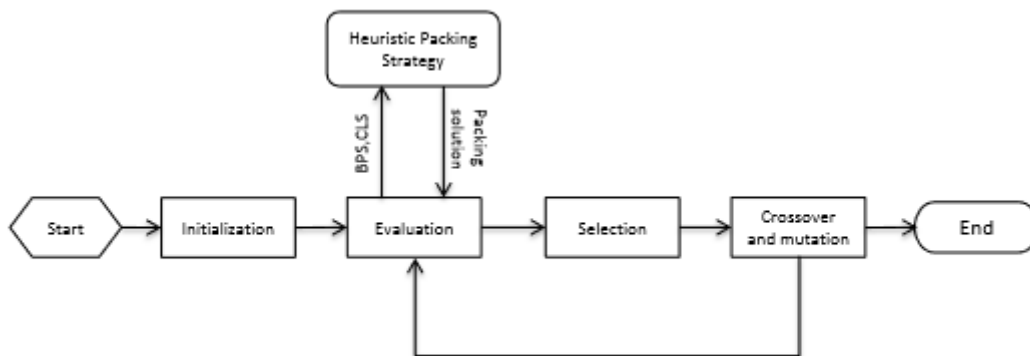 Heuristic Packing
Strategy
BPS,CLS
Packing
solution
Start
Initialization
Evaluation
Selection
Crossover
and mutation
End